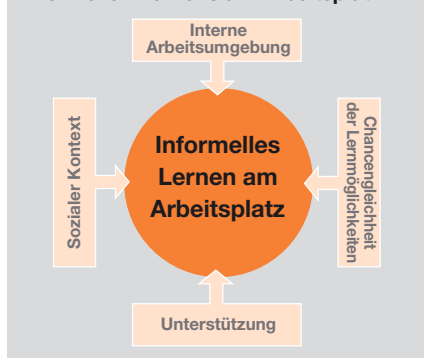 Interne
Arbeitsumgebung
Sozialer Kontext
Informelles
Lernen am
Arbeitsplatz
Chancengleichheit
der Lernmöglichkeiten
Unterstützung